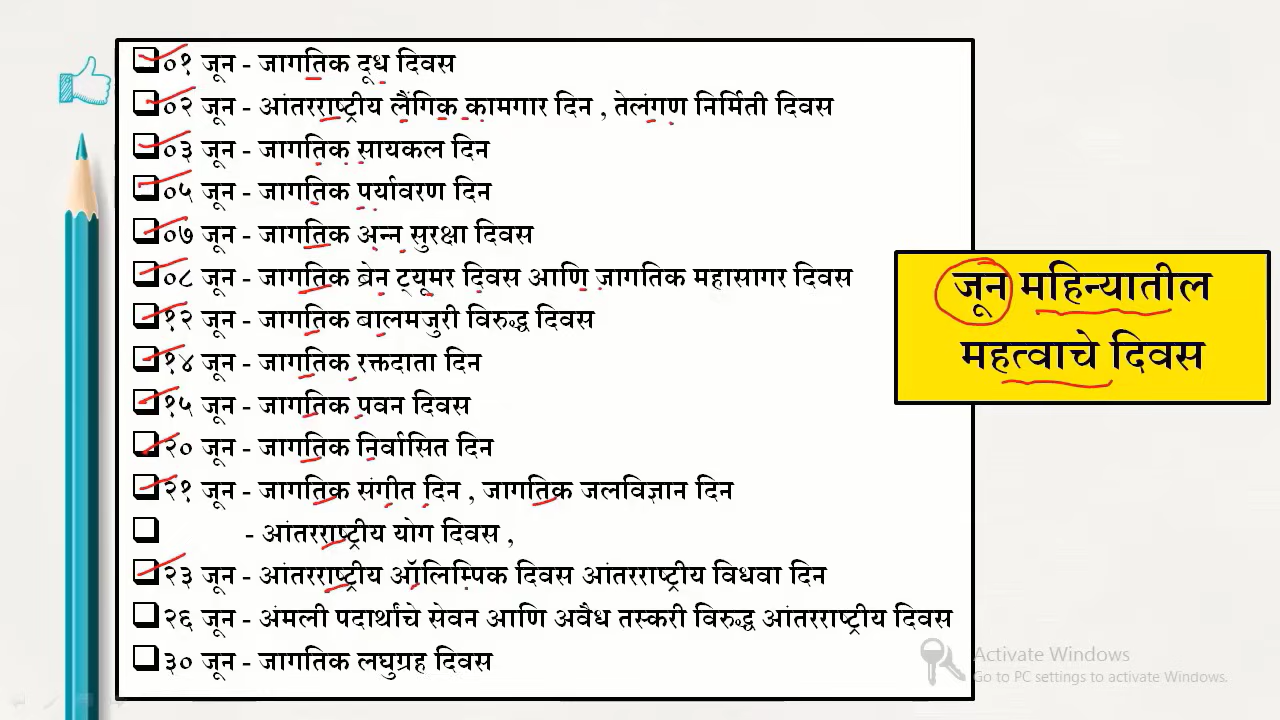 ०१ जून - जागतिक दूध दिवस
०२ जून - आंतरराष्ट्रीय लैंगिक कामगार दिन , तेलंगण निर्मिती दिवस
०३ जून - जागतिक सायकल दिन
०५ जून - जागतिक पर्यावरण दिन
०७ जून - जागतिक अन्न सुरक्षा दिवस
०८ जून - जागतिक ब्रेन ट्यूमर दिवस आणि जागतिक महासागर दिवस
१२ जून - जागतिक बालमजुरी विरुद्ध दिवस
१४ जून - जागतिक रक्तदाता दिन
१५ जून - जागतिक पवन दिवस
२० जून - जागतिक निर्वासित दिन
२१ जून - जागतिक संगीत दिन , जागतिक जलविज्ञान दिन
- आंतरराष्ट्रीय योग दिवस ,
२३ जून - आंतरराष्ट्रीय ऑलिम्पिक दिवस आंतरराष्ट्रीय विधवा दिन
२६ जून - अंमली पदार्थांचे सेवन आणि अवैध तस्करी विरुद्ध आंतरराष्ट्रीय दिवस
३० जून - जागतिक लघुग्रह दिवस
जून महिन्यातील
महत्वाचे दिवस
Activate Windows
Go to PC settings to activate Windows.